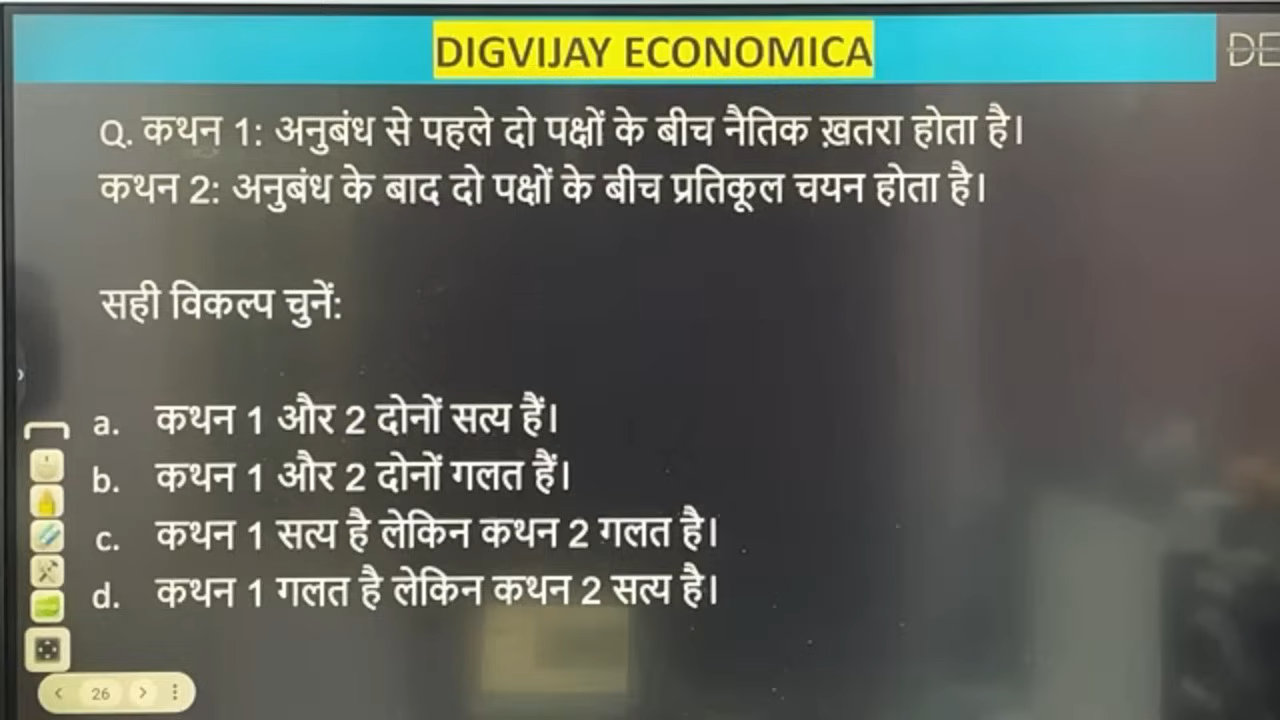 DIGVIJAY ECONOMICA
DE
Q. कथन 1: अनुबंध से पहले दो पक्षों के बीच नैतिक ख़तरा होता है।
कथन 2: अनुबंध के बाद दो पक्षों के बीच प्रतिकूल चयन होता है।
सही विकल्प चुनें:
a. कथन 1 और 2 दोनों सत्य हैं।
b. कथन 1 और 2 दोनों गलत हैं।
c. कथन 1 सत्य है लेकिन कथन 2 गलत है।
d. कथन 1 गलत है लेकिन कथन 2 सत्य है।
26